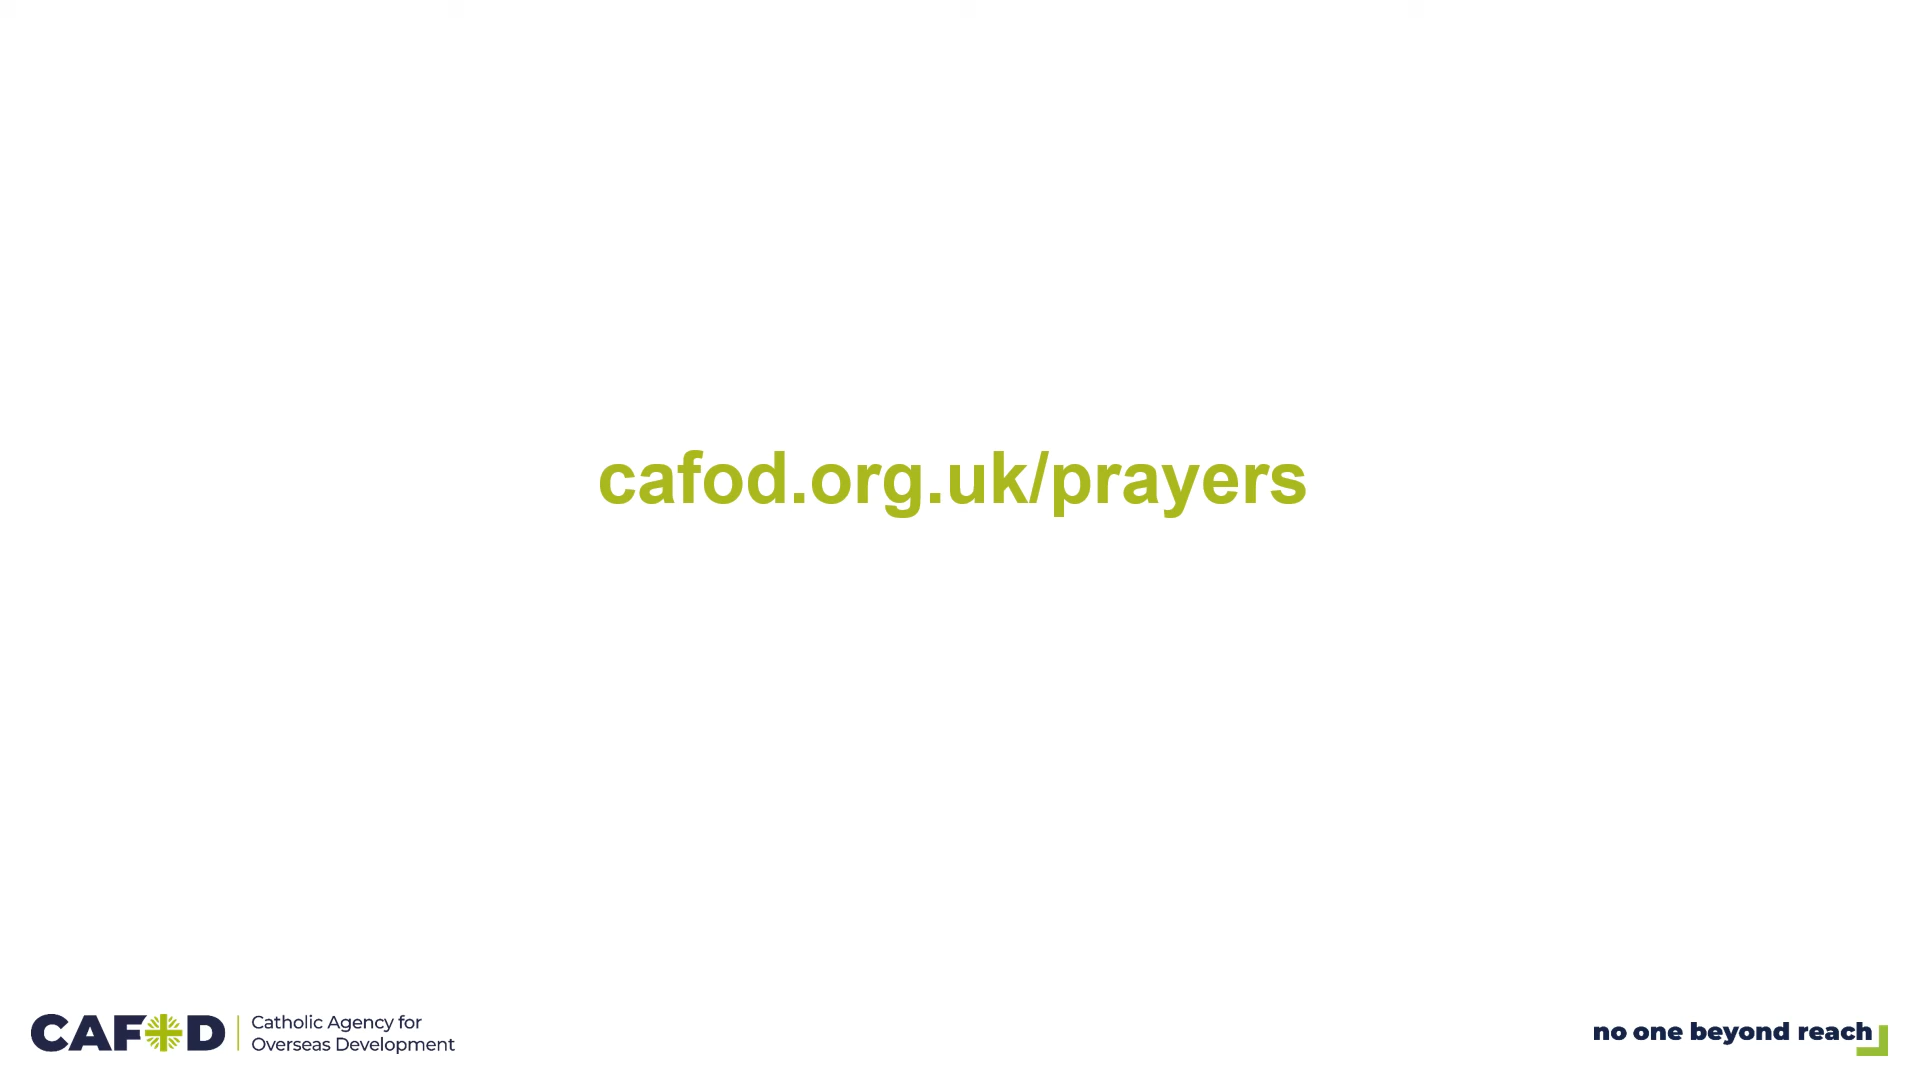 cafod.org.uk/prayers
CAFOD
Catholic Agency for
Overseas Development
no one beyond reach